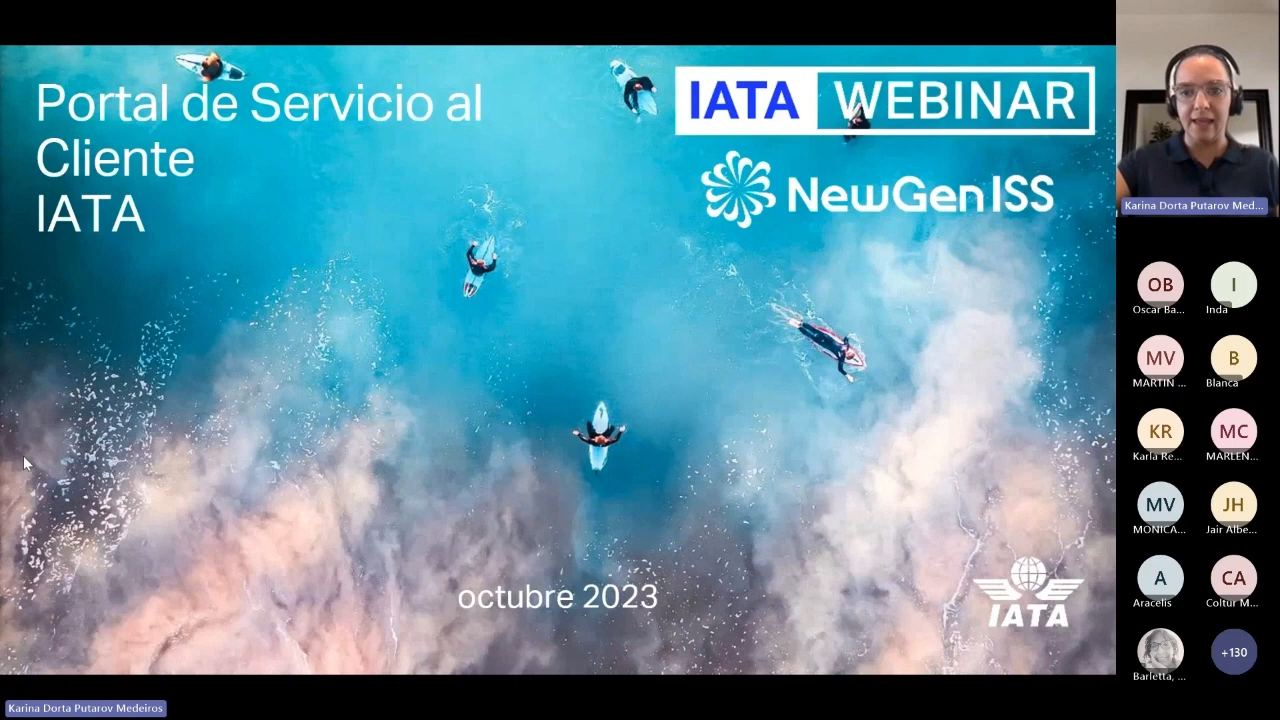 Portal de Servicio al
Cliente
IATA
IATA WEBINAR
NewGen ISS
octubre 2023
IATA
Karina Dorta Putarov Med...
OB
Oscar Ba...
I
Inda
MV
MARTIN ...
B
Blanca
KR
Karla Re...
MC
MARLEN...
MV
MONICA...
JH
Jair Albe...
A
Aracelis
CA
Coltur M...
Barletta, ...
+130
Karina Dorta Putarov Medeiros